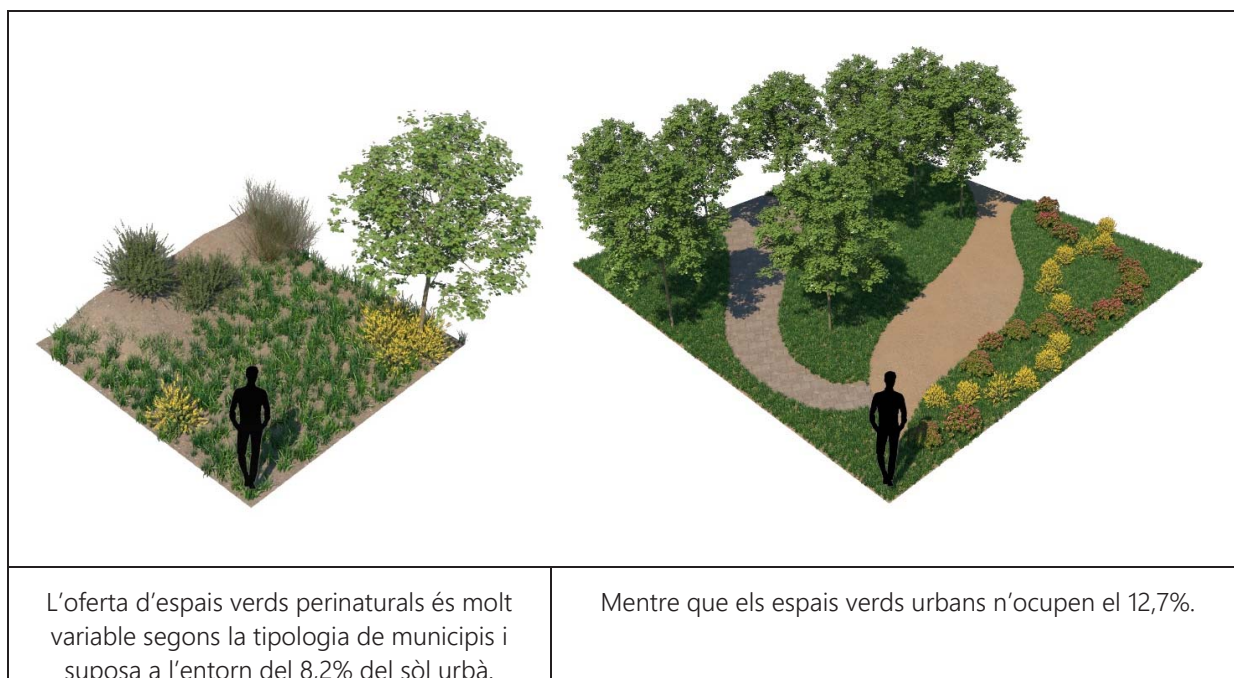 L'oferta d'espais verds perinaturals és molt
variable segons la tipologia de municipis i
suposa a l'entorn del 8,2% del sòl urbà.
Mentre que els espais verds urbans n'ocupen el 12,7%.